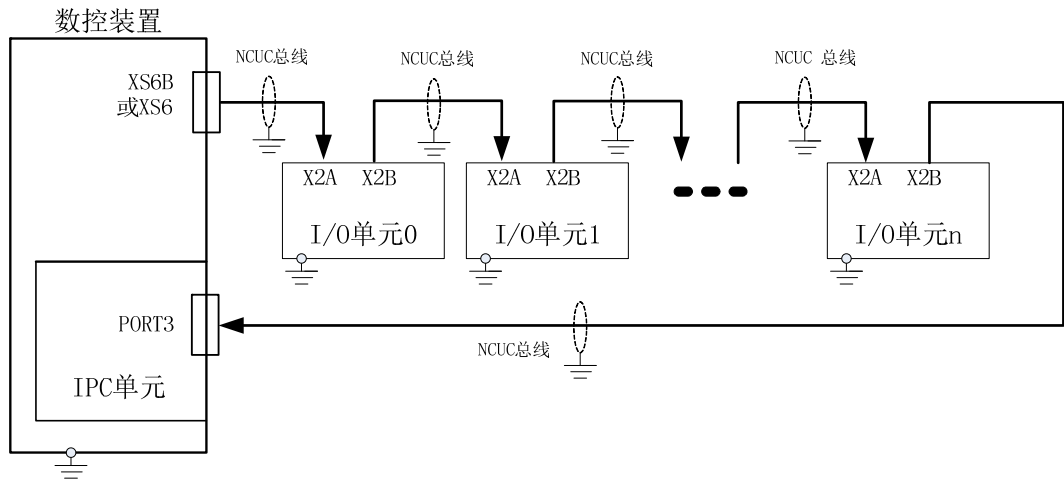 数控装置
XS6B
或XS6
NCUC总线
NCUC总线
NCUC总线
NCUC 总线
X2A
X2B
I/O单元0
X2A
X2B
I/O单元1
X2A
X2B
I/O单元n
PORT3
IPC单元
NCUC总线